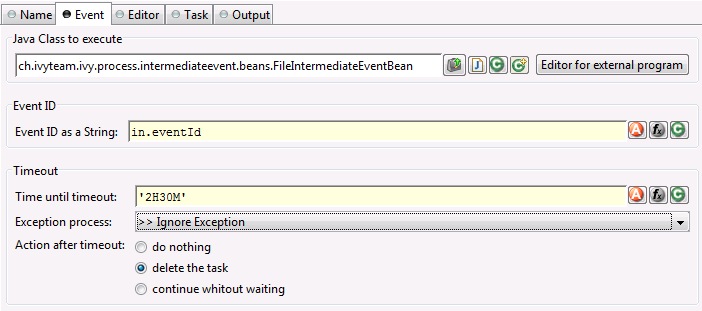 Name Event Editor Task Output
Java Class to execute
ch.ivyteam.ivy.process.intermediateevent.beans.FileIntermediateEventBean J C C Editor for external program
Event ID
Event ID as a String: in.eventId A fx C
Timeout
Time until timeout: '2H30M' A fx C
Exception process: >> Ignore Exception
Action after timeout: do nothing
delete the task
continue whitout waiting